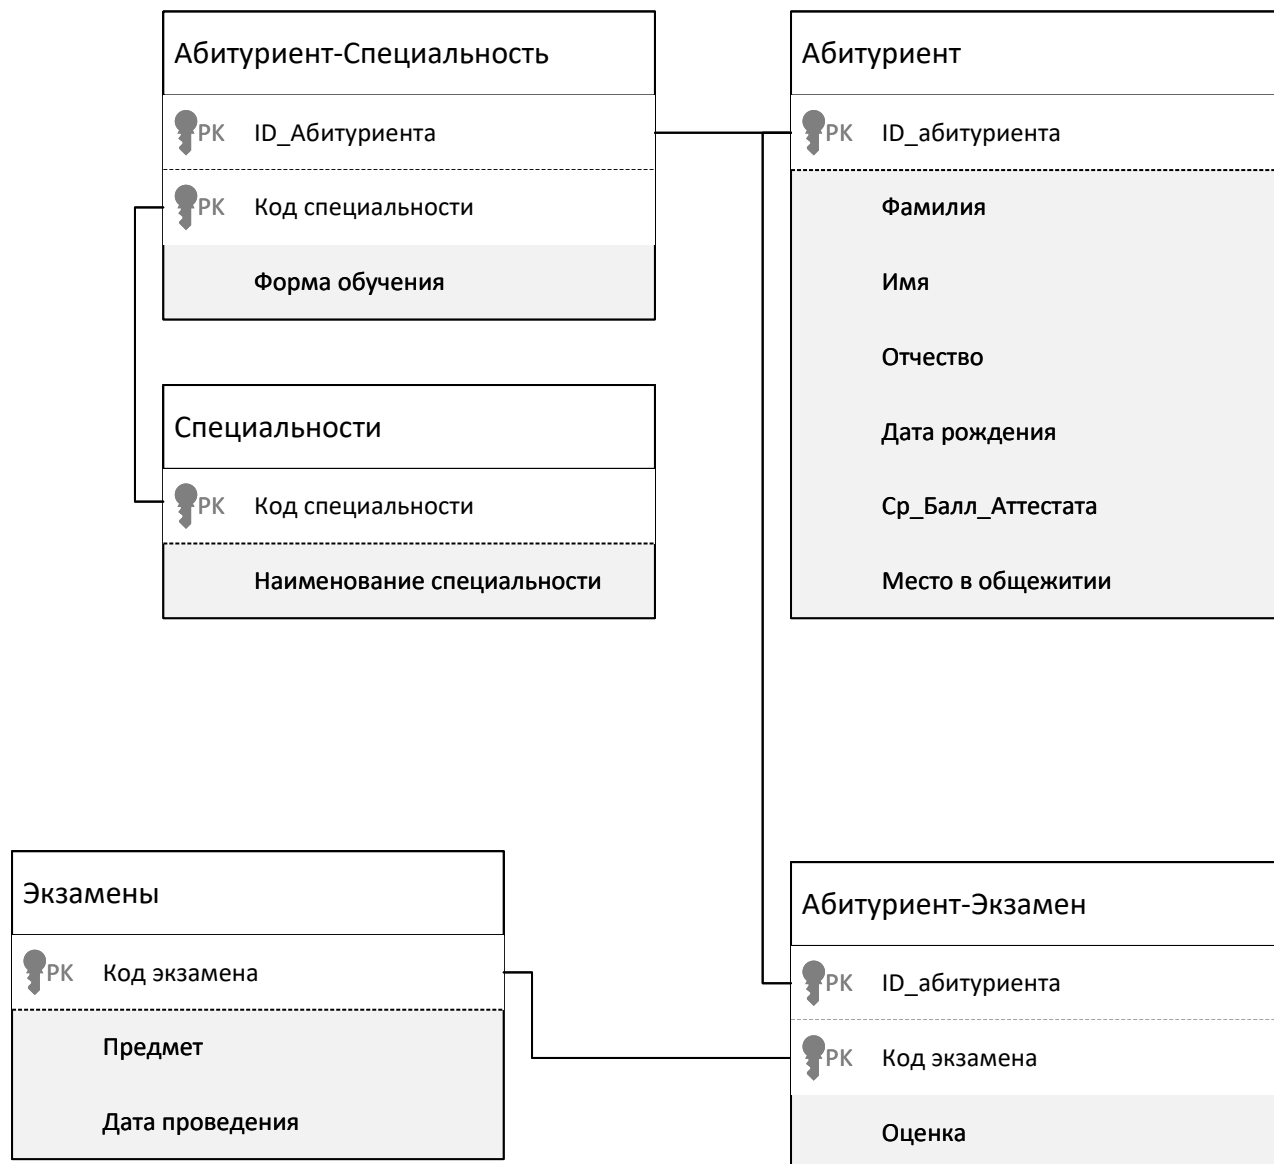 Абитуриент-Специальность
PK ID_Абитуриента
PK Код специальности
Форма обучения
Специальности
PK Код специальности
Наименование специальности
Абитуриент
PK ID_абитуриента
Фамилия
Имя
Отчество
Дата рождения
Ср_Балл_Аттестата
Место в общежитии
Экзамены
PK Код экзамена
Предмет
Дата проведения
Абитуриент-Экзамен
PK ID_абитуриента
PK Код экзамена
Оценка